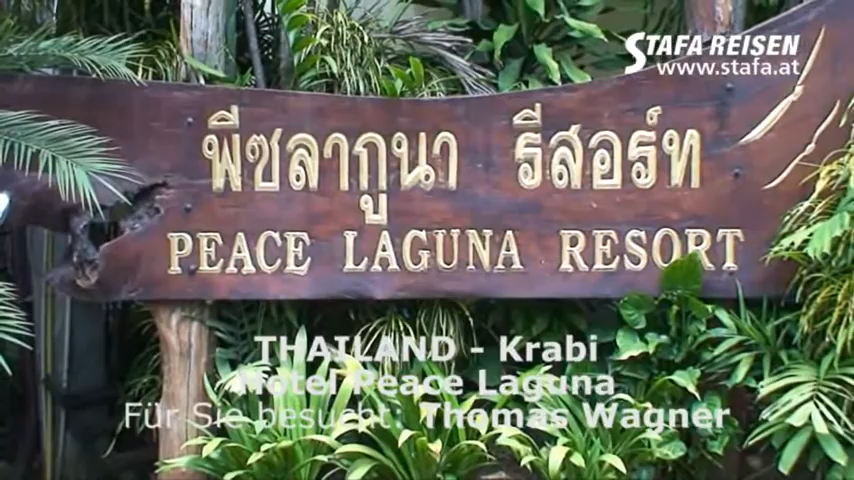 STAFA REISEN
www.stafa.at
พีซลากูน่า รีสอร์ท
PEACE LAGUNA RESORT
THAILAND - Krabi
Hotel Peace Laguna
Für Sie besucht: Thomas Wagner